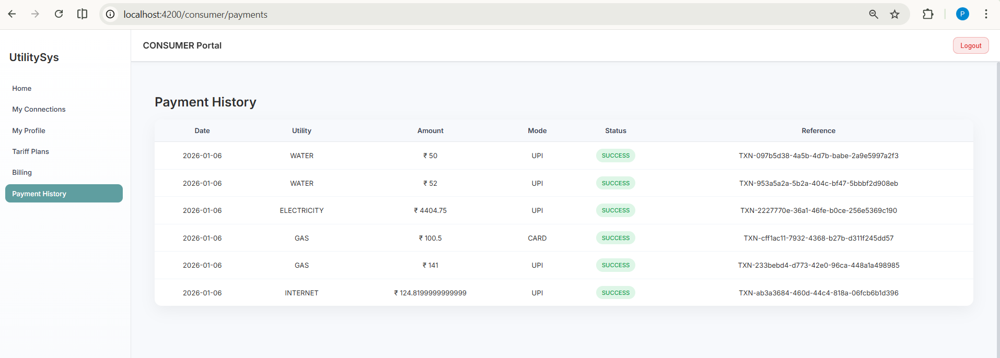 localhost:4200/consumer/payments
P
UtilitySys
CONSUMER Portal
Logout
Home
My Connections
My Profile
Tariff Plans
Billing
Payment History
Payment History
Date Utility Amount Mode Status Reference
2026-01-06 WATER ₹ 50 UPI SUCCESS TXN-097b5d38-4a5b-4d7b-babe-2a9e5997a2f3
2026-01-06 WATER ₹ 52 UPI SUCCESS TXN-953a5a2a-5b2a-404c-bf47-5bbbf2d908eb
2026-01-06 ELECTRICITY ₹ 4404.75 UPI SUCCESS TXN-2227770e-36a1-46fe-b0ce-256e5369c190
2026-01-06 GAS ₹ 100.5 CARD SUCCESS TXN-cff1ac11-7932-4368-b27b-d311f245dd57
2026-01-06 GAS ₹ 141 UPI SUCCESS TXN-233bebd4-d773-42e0-96ca-448a1a498985
2026-01-06 INTERNET ₹ 124.8199999999999 UPI SUCCESS TXN-ab3a3684-460d-44c4-818a-06fcb6b1d396